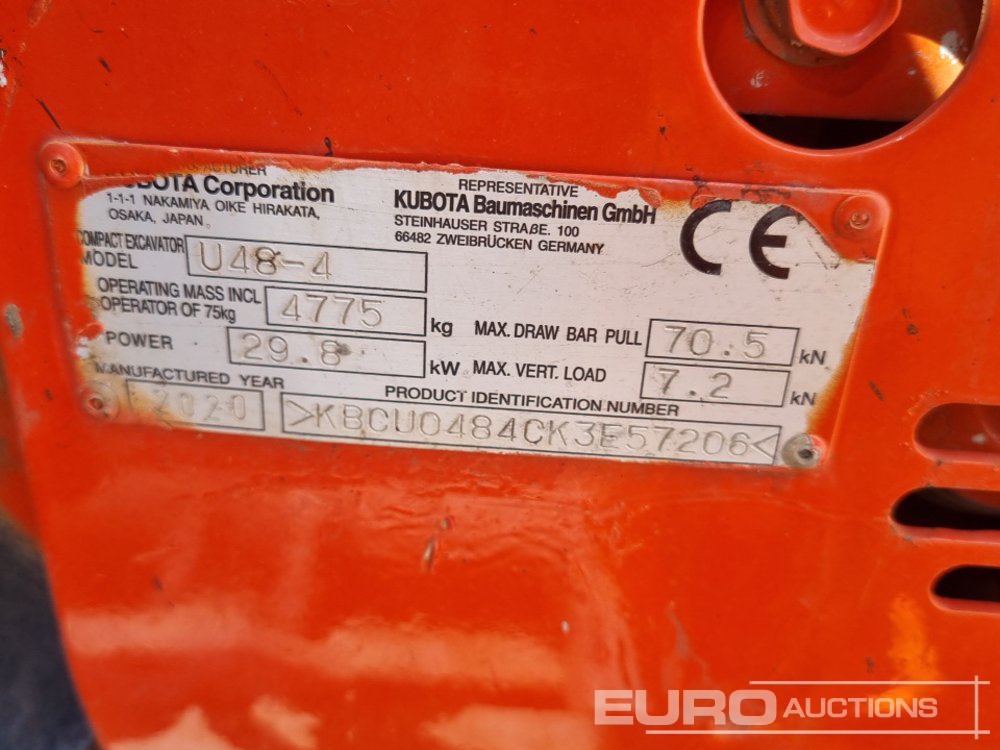 KUBOTA Corporation
1-1-1 NAKAMIYA OIKE HIRAKATA,
OSAKA, JAPAN
REPRESENTATIVE
KUBOTA Baumaschinen GmbH
STEINHAUSER STRAßE. 100
66482 ZWEIBRÜCKEN GERMANY
CE
COMPACT EXCAVATOR
MODEL U48-4
OPERATING MASS INCL
OPERATOR OF 75kg 4775 kg
MAX. DRAW BAR PULL 70.5 kN
POWER 29.8 kW
MAX. VERT. LOAD 7.2 kN
MANUFACTURED YEAR
2020
PRODUCT IDENTIFICATION NUMBER
>KBCU0484CK3E57206<
EURO AUCTIONS